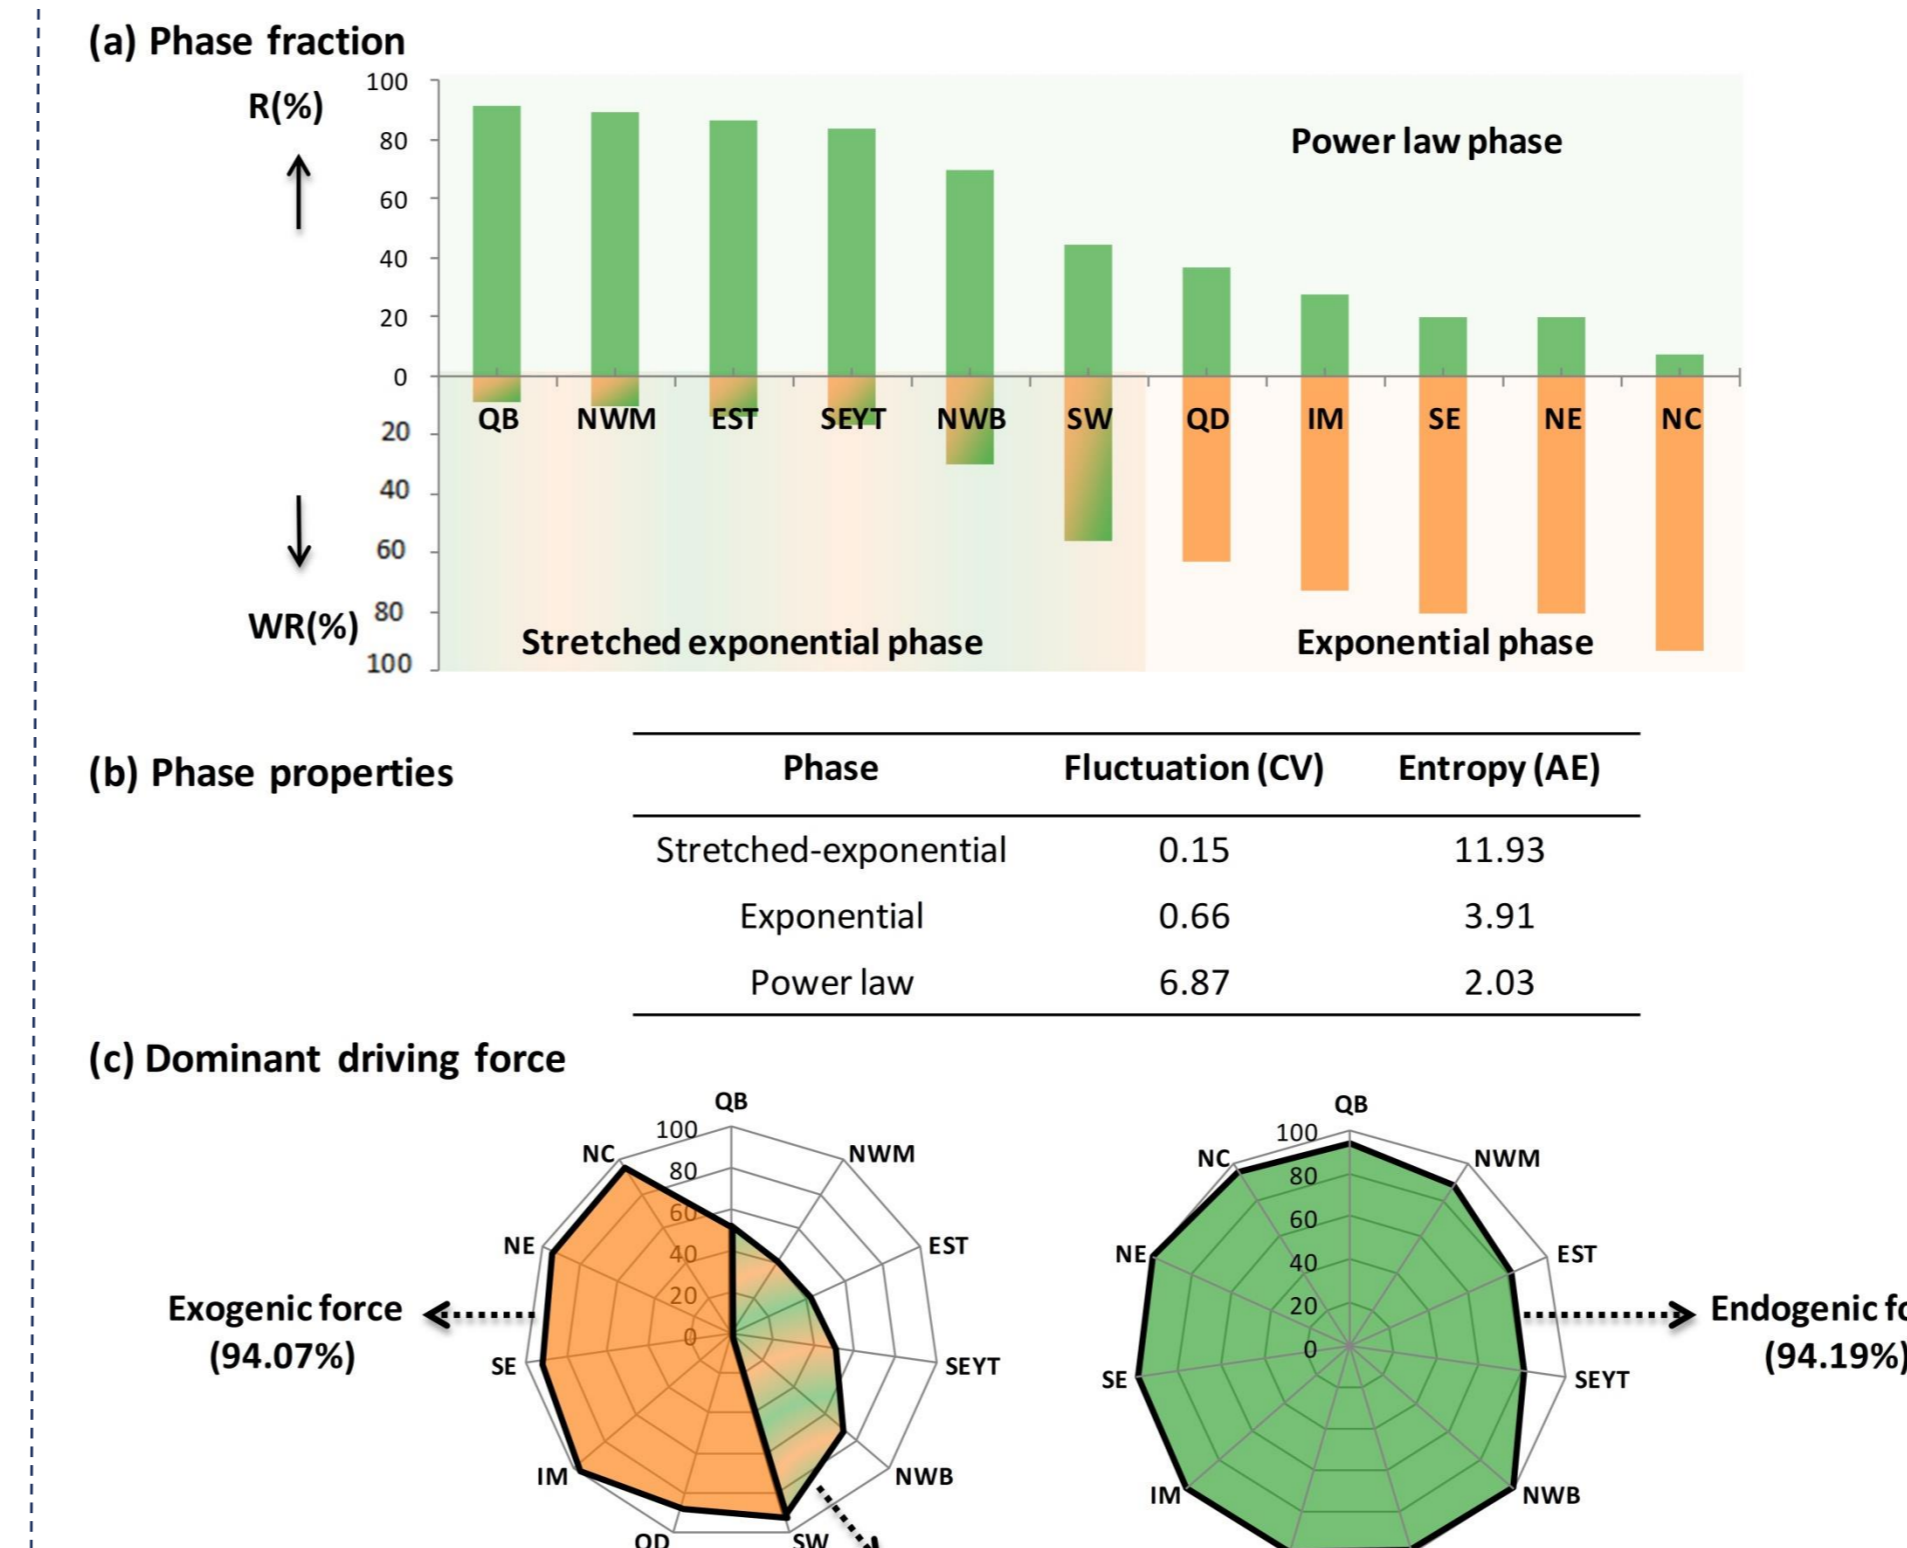 (a) Phase fraction
R(%)
100
80
60
40
20
0
20
40
60
80
100
WR(%)
Power law phase
QB NWM EST SEYT NWB SW QD IM SE NE NC
Stretched exponential phase
Exponential phase
(b) Phase properties
Phase Fluctuation (CV) Entropy (AE)
Stretched-exponential 0.15 11.93
Exponential 0.66 3.91
Power law 6.87 2.03
(c) Dominant driving force
QB
NWM
EST
SEYT
NWB
SW
QD
IM
SE
NE
NC
100
80
60
40
20
0
Exogenic force
(94.07%)
QB
NWM
EST
SEYT
NWB
IM
SE
NE
NC
100
80
60
40
20
0
Endogenic fo
(94.19%)